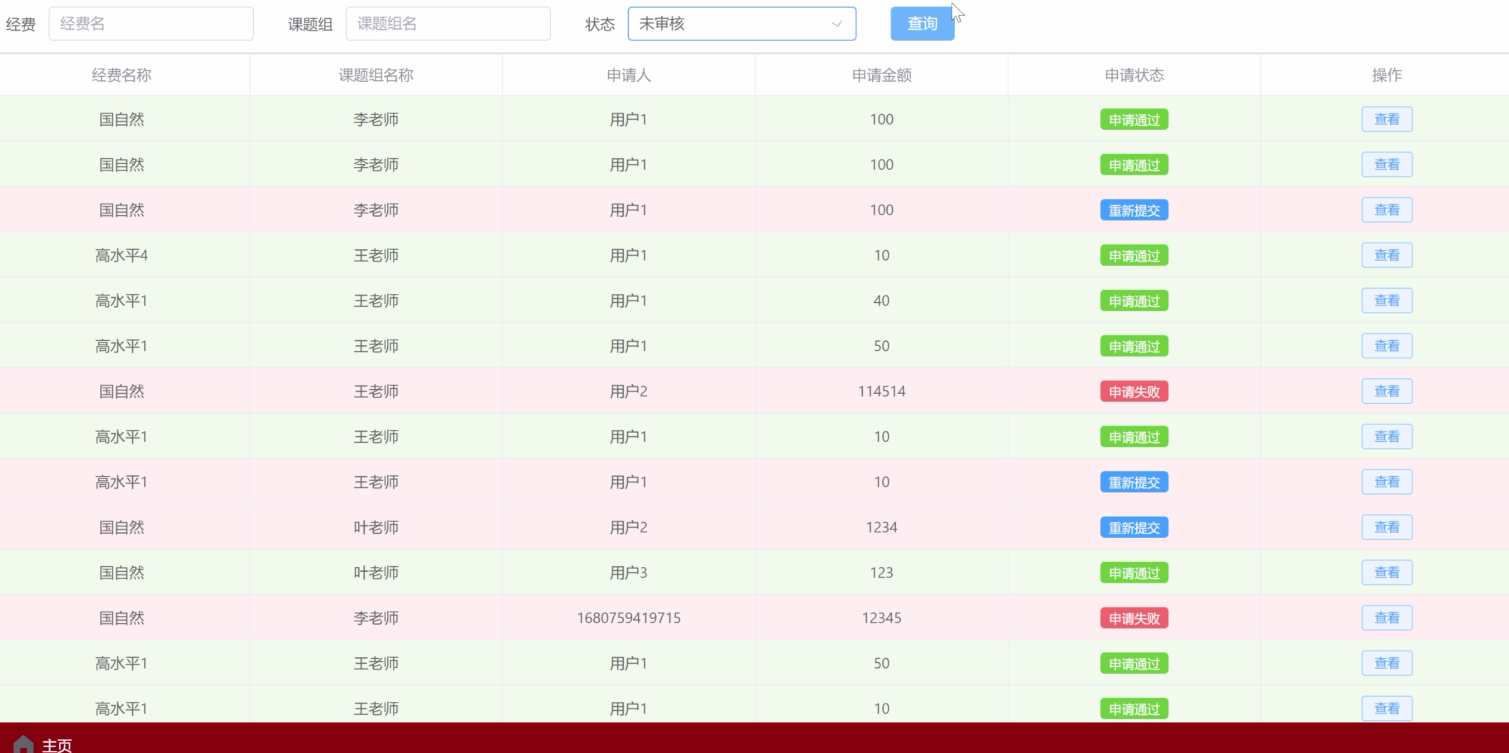 经费 经费名 课题组 课题组名 状态 未审核 查询
经费名称 课题组名称 申请人 申请金额 申请状态 操作
国自然 李老师 用户1 100 申请通过 查看
国自然 李老师 用户1 100 申请通过 查看
国自然 李老师 用户1 100 重新提交 查看
高水平4 王老师 用户1 10 申请通过 查看
高水平1 王老师 用户1 40 申请通过 查看
高水平1 王老师 用户1 50 申请通过 查看
国自然 王老师 用户2 114514 申请失败 查看
高水平1 王老师 用户1 10 申请通过 查看
高水平1 王老师 用户1 10 重新提交 查看
国自然 叶老师 用户2 1234 重新提交 查看
国自然 叶老师 用户3 123 申请通过 查看
国自然 李老师 1680759419715 12345 申请失败 查看
高水平1 王老师 用户1 50 申请通过 查看
高水平1 王老师 用户1 10 申请通过 查看
主页